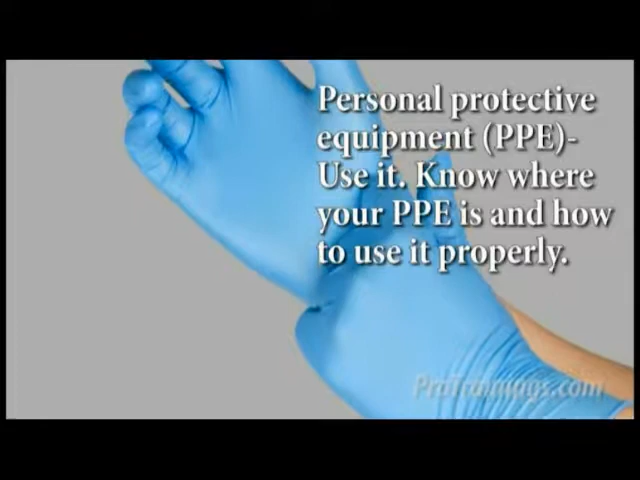 Personal protective
equipment (PPE)-
Use it. Know where
your PPE is and how
to use it properly.
ProTrainings.com